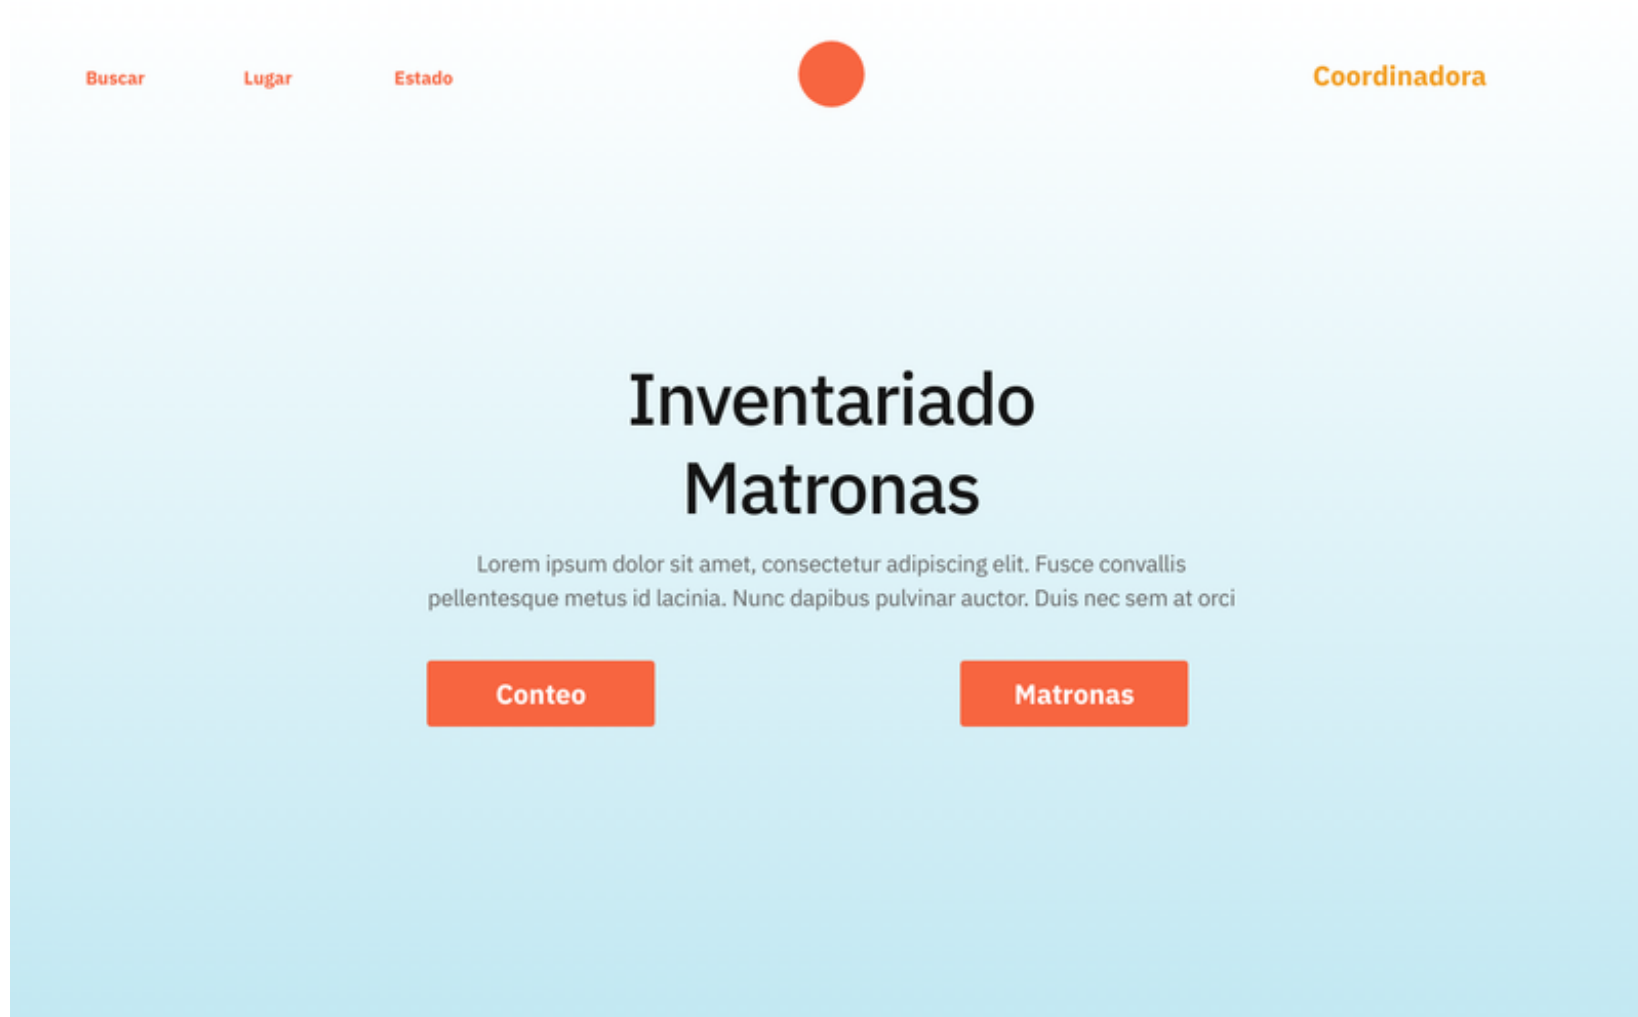 Buscar
Lugar
Estado
Coordinadora
Inventariado
Matronas
Lorem ipsum dolor sit amet, consectetur adipiscing elit. Fusce convallis
pellentesque metus id lacinia. Nunc dapibus pulvinar auctor. Duis nec sem at orci
Conteo
Matronas